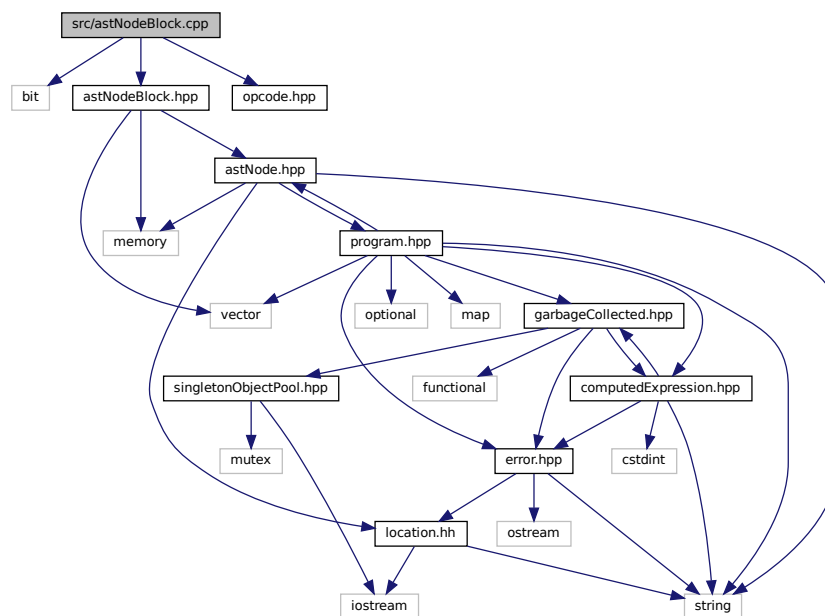 src/astNodeBlock.cpp
bit
astNodeBlock.hpp
opcode.hpp
astNode.hpp
memory
program.hpp
vector
optional
map
garbageCollected.hpp
singletonObjectPool.hpp
functional
computedExpression.hpp
mutex
error.hpp
cstdint
location.hh
ostream
iostream
string